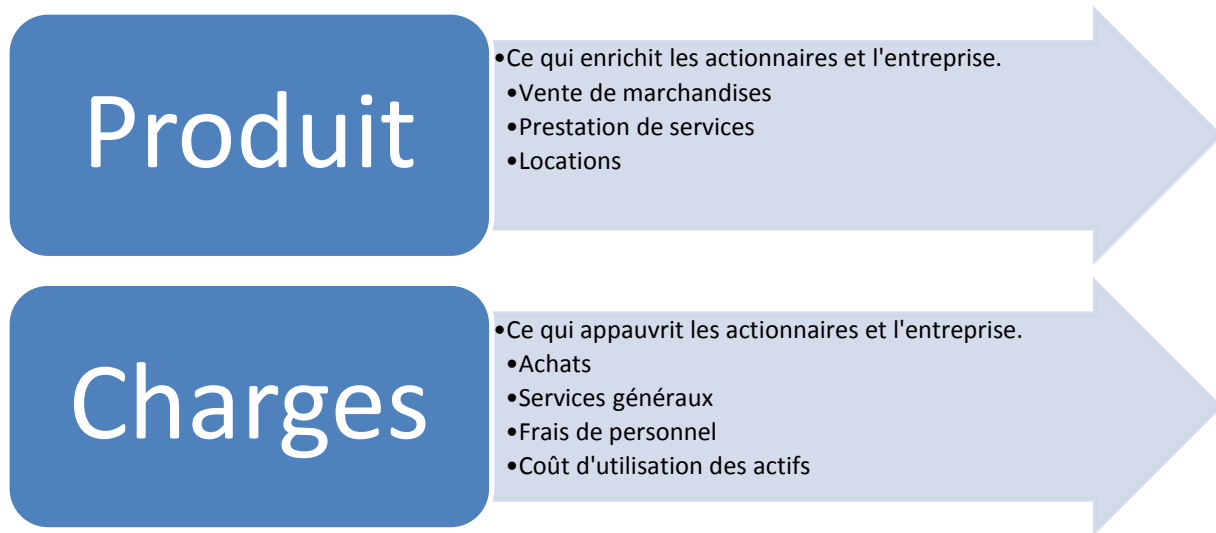 Produit
•Ce qui enrichit les actionnaires et l'entreprise.
•Vente de marchandises
•Prestation de services
•Locations
Charges
•Ce qui appauvrit les actionnaires et l'entreprise.
•Achats
•Services généraux
•Frais de personnel
•Coût d'utilisation des actifs